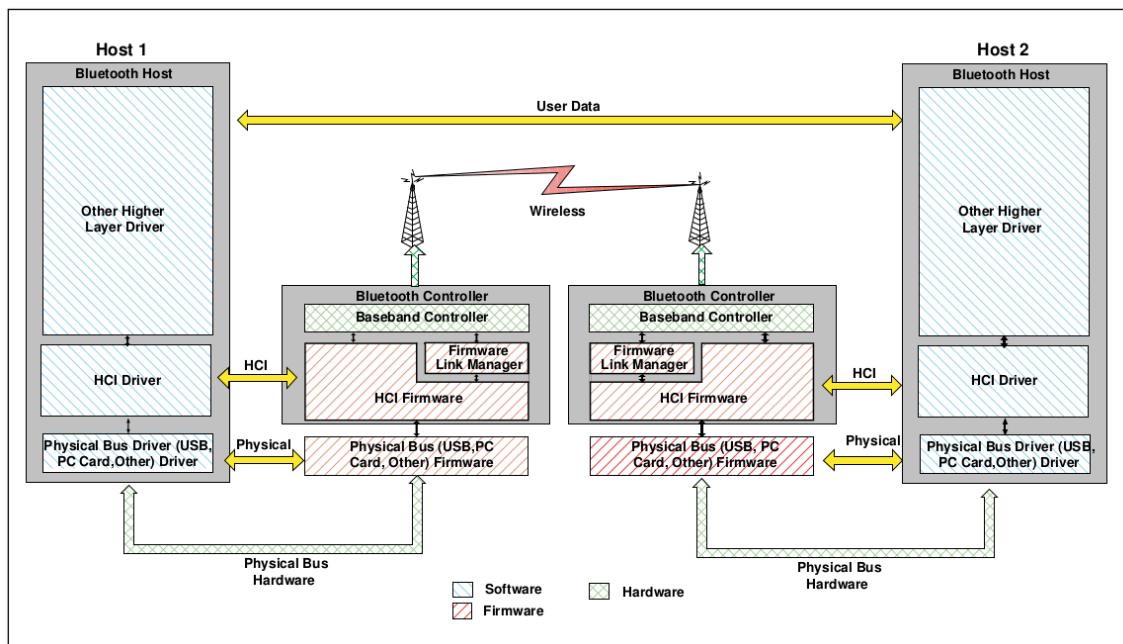 Host 1
Host 2
Bluetooth Host
Bluetooth Host
User Data
Other Higher
Layer Driver
Other Higher
Layer Driver
Wireless
Bluetooth Controller
Bluetooth Controller
Baseband Controller
Baseband Controller
Firmware
Link Manager
Firmware
Link Manager
HCI Driver
HCI
HCI Firmware
HCI Firmware
HCI
HCI Driver
Physical Bus Driver (USB,
PC Card,Other) Driver
Physical
Physical Bus (USB,PC
Card, Other) Firmware
Physical Bus (USB, PC
Card, Other) Firmware
Physical
Physical Bus Driver (USB,
PC Card,Other) Driver
Physical Bus
Hardware
Physical Bus
Hardware
Software
Hardware
Firmware